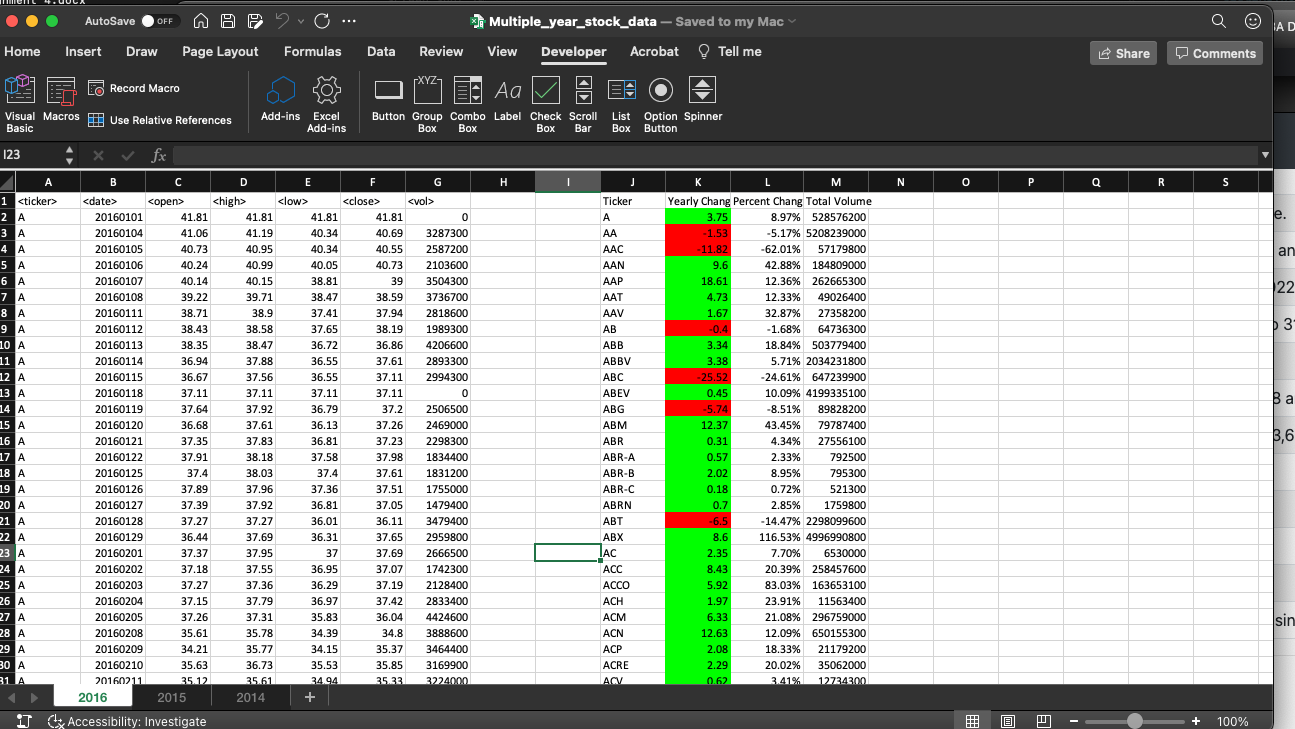 nment 4.docx
AutoSave OFF Multiple_year_stock_data — Saved to my Mac
Home Insert Draw Page Layout Formulas Data Review View Developer Acrobat Tell me Share Comments
Visual Basic Macros Record Macro Use Relative References Add-ins Excel Add-ins Button Group Box Combo Box Label Check Box Scroll Bar List Box Option Button Spinner
I23 fx
A B C D E F G H I J K L M N O P Q R S
1 <ticker> <date> <open> <high> <low> <close> <vol> Ticker Yearly Chang Percent Chang Total Volume
2 A 20160101 41.81 41.81 41.81 41.81 0 A 3.75 8.97% 528576200
3 A 20160104 41.06 41.19 40.34 40.69 3287300 AA -1.53 -5.17% 5208239000
4 A 20160105 40.73 40.95 40.34 40.55 2587200 AAC -11.82 -62.01% 57179800
5 A 20160106 40.24 40.99 40.05 40.73 2103600 AAN 9.6 42.88% 184809000
6 A 20160107 40.14 40.15 38.81 39 3504300 AAP 18.61 12.36% 262665300
7 A 20160108 39.22 39.71 38.47 38.59 3736700 AAT 4.73 12.33% 49026400
8 A 20160111 38.71 38.9 37.41 37.94 2818600 AAV 1.67 32.87% 27358200
9 A 20160112 38.43 38.58 37.65 38.19 1989300 AB -0.4 -1.68% 64736300
10 A 20160113 38.35 38.47 36.72 36.86 4206600 ABB 3.34 18.84% 503779400
11 A 20160114 36.94 37.88 36.55 37.61 2893300 ABBV 3.38 5.71% 2034231800
12 A 20160115 36.67 37.56 36.55 37.11 2994300 ABC -25.52 -24.61% 647239900
13 A 20160118 37.11 37.11 37.11 37.11 0 ABEV 0.45 10.09% 4199335100
14 A 20160119 37.64 37.92 36.79 37.2 2506500 ABG -5.74 -8.51% 89828200
15 A 20160120 36.68 37.61 36.13 37.26 2469000 ABM 12.37 43.45% 79787400
16 A 20160121 37.35 37.83 36.81 37.23 2298300 ABR 0.31 4.34% 27556100
17 A 20160122 37.91 38.18 37.58 37.98 1834400 ABR-A 0.57 2.33% 792500
18 A 20160125 37.4 38.03 37.4 37.61 1831200 ABR-B 2.02 8.95% 795300
19 A 20160126 37.89 37.96 37.36 37.51 1755000 ABR-C 0.18 0.72% 521300
20 A 20160127 37.39 37.92 36.81 37.05 1479400 ABRN 0.7 2.85% 1759800
21 A 20160128 37.27 37.27 36.01 36.11 3479400 ABT -6.5 -14.47% 2298099600
22 A 20160129 36.44 37.69 36.31 37.65 2959800 ABX 8.6 116.53% 4996990800
23 A 20160201 37.37 37.95 37 37.69 2666500 AC 2.35 7.70% 6530000
24 A 20160202 37.18 37.55 36.95 37.07 1742300 ACC 8.43 20.39% 258457600
25 A 20160203 37.27 37.36 36.29 37.19 2128400 ACCO 5.92 83.03% 163653100
26 A 20160204 37.15 37.79 36.97 37.42 2833400 ACH 1.97 23.91% 11563400
27 A 20160205 37.26 37.31 35.83 36.04 4424600 ACM 6.33 21.08% 296759000
28 A 20160208 35.61 35.78 34.39 34.8 3888600 ACN 12.63 12.09% 650155300
29 A 20160209 34.21 35.77 34.15 35.37 3464400 ACP 2.08 18.33% 21179200
30 A 20160210 35.63 36.73 35.53 35.85 3169900 ACRE 2.29 20.02% 35062000
31 A 20160211 35.12 35.61 34.94 35.33 3224000 ACV 0.62 3.41% 12734300
2016 2015 2014 +
Accessibility: Investigate 100%